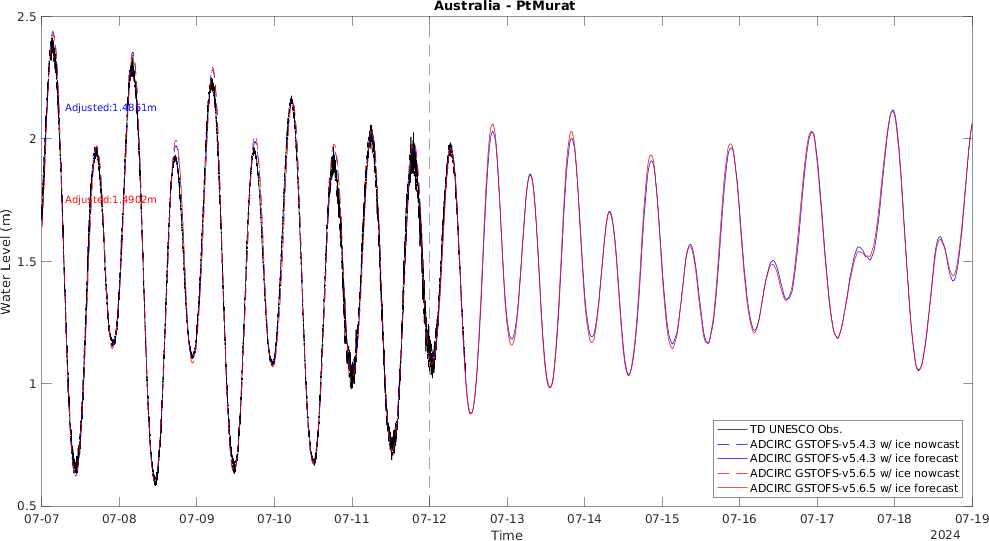 Australia - PtMurat
2.5
2
1.5
1
0.5
Water Level (m)
Adjusted:1.4861m
Adjusted:1.4902m
TD UNESCO Obs.
ADCIRC GSTOFS-v5.4.3 w/ ice nowcast
ADCIRC GSTOFS-v5.4.3 w/ ice forecast
ADCIRC GSTOFS-v5.6.5 w/ ice nowcast
ADCIRC GSTOFS-v5.6.5 w/ ice forecast
07-07 07-08 07-09 07-10 07-11 07-12 07-13 07-14 07-15 07-16 07-17 07-18 07-19
Time
2024